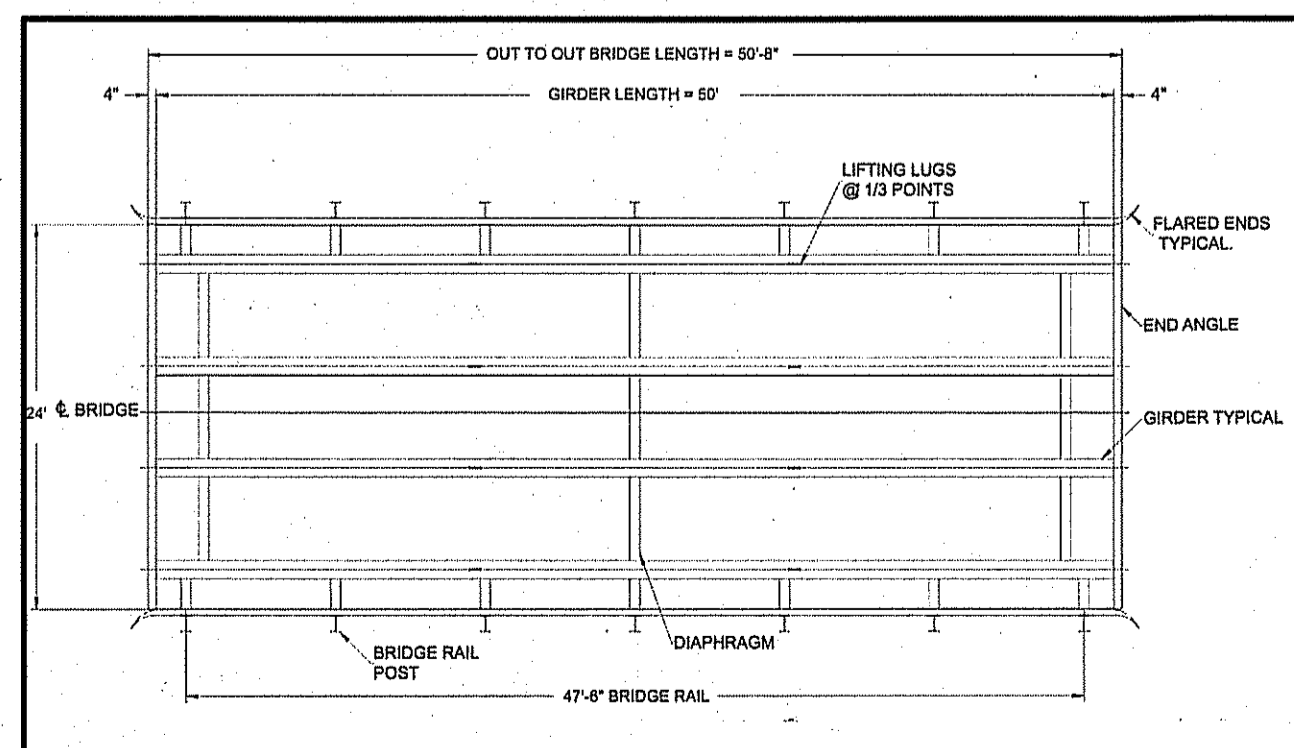 OUT TO OUT BRIDGE LENGTH = 50'-8"
4"
GIRDER LENGTH = 50'
4"
LIFTING LUGS
@ 1/3 POINTS
FLARED ENDS
TYPICAL.
END ANGLE
24'
℄ BRIDGE
GIRDER TYPICAL
DIAPHRAGM
BRIDGE RAIL
POST
47'-6" BRIDGE RAIL